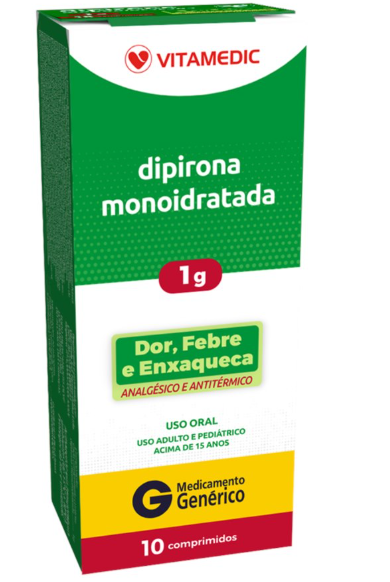 dipirona
VITAMEDIC
dipirona
monoidratada
1g
Dor, Febre
e Enxaqueca
ANALGÉSICO E ANTITÉRMICO
USO ORAL
USO ADULTO E PEDIÁTRICO
ACIMA DE 15 ANOS
G Medicamento
Genérico
10 comprimidos